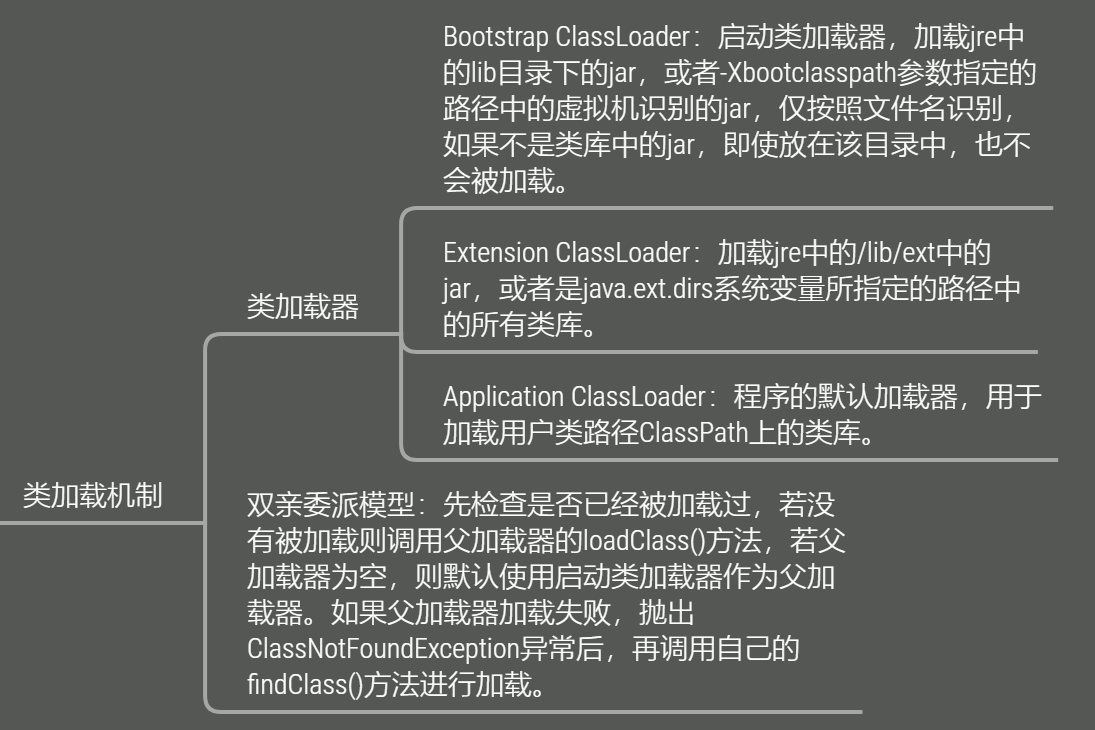 Bootstrap ClassLoader：启动类加载器，加载jre中
的lib目录下的jar，或者-Xbootclasspath参数指定的
路径中的虚拟机识别的jar，仅按照文件名识别，
如果不是类库中的jar，即使放在该目录中，也不
会被加载。
Extension ClassLoader：加载jre中的/lib/ext中的
jar，或者是java.ext.dirs系统变量所指定的路径中
的所有类库。
类加载器
Application ClassLoader：程序的默认加载器，用于
加载用户类路径ClassPath上的类库。
类加载机制
双亲委派模型：先检查是否已经被加载过，若没
有被加载则调用父加载器的loadClass()方法，若父
加载器为空，则默认使用启动类加载器作为父加
载器。如果父加载器加载失败，抛出
ClassNotFoundException异常后，再调用自己的
findClass()方法进行加载。